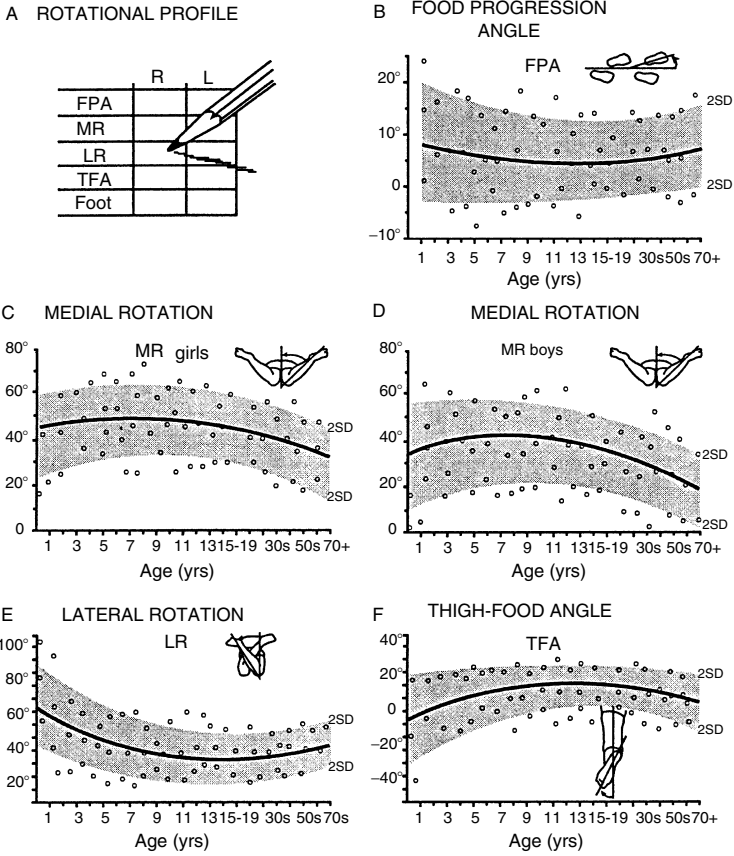 A ROTATIONAL PROFILE
R L
FPA
MR
LR
TFA
Foot
B FOOD PROGRESSION
ANGLE
FPA
20°
10°
0°
−10°
2SD
2SD
1 3 5 7 9 11 13 15-19 30s 50s 70+
Age (yrs)
C MEDIAL ROTATION
MR girls
80°
60°
40°
20°
0
2SD
2SD
1 3 5 7 9 11 13 15-19 30s 50s 70+
Age (yrs)
D MEDIAL ROTATION
MR boys
80°
60°
40°
20°
0
2SD
2SD
1 3 5 7 9 11 13 15-19 30s 50s 70+
Age (yrs)
E LATERAL ROTATION
LR
100°
80°
60°
40°
20°
2SD
2SD
1 3 5 7 9 11 13 15-19 30s 50s 70s
Age (yrs)
F THIGH-FOOD ANGLE
TFA
40°
20°
0
−20°
−40°
2SD
2SD
1 3 5 7 9 11 13 15-19 30s 50s 70+
Age (yrs)